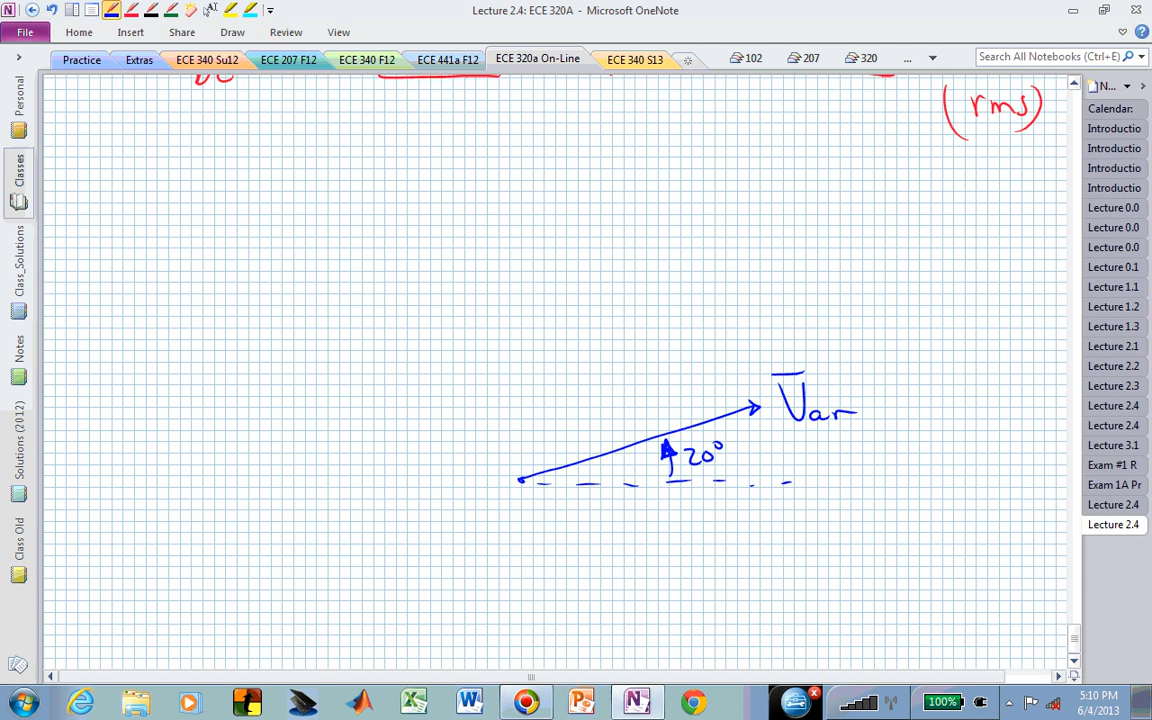 Lecture 2.4: ECE 320A - Microsoft OneNote
File Home Insert Share Draw Review View
Practice Extras ECE 340 Su12 ECE 207 F12 ECE 340 F12 ECE 441a F12 ECE 320a On-Line ECE 340 S13 102 207 320 ... Search All Notebooks (Ctrl+E)
Personal
Classes
Class_Solutions
Notes
Solutions (2012)
Class Old
(rms)
V̅an
20°
N...
Calendar:
Introductio
Introductio
Introductio
Introductio
Lecture 0.0
Lecture 0.0
Lecture 0.0
Lecture 0.1
Lecture 1.1
Lecture 1.2
Lecture 1.3
Lecture 2.1
Lecture 2.2
Lecture 2.3
Lecture 2.4
Lecture 2.4
Lecture 3.1
Exam #1 R
Exam 1A Pr
Lecture 2.4
Lecture 2.4
100%
5:10 PM
6/4/2013